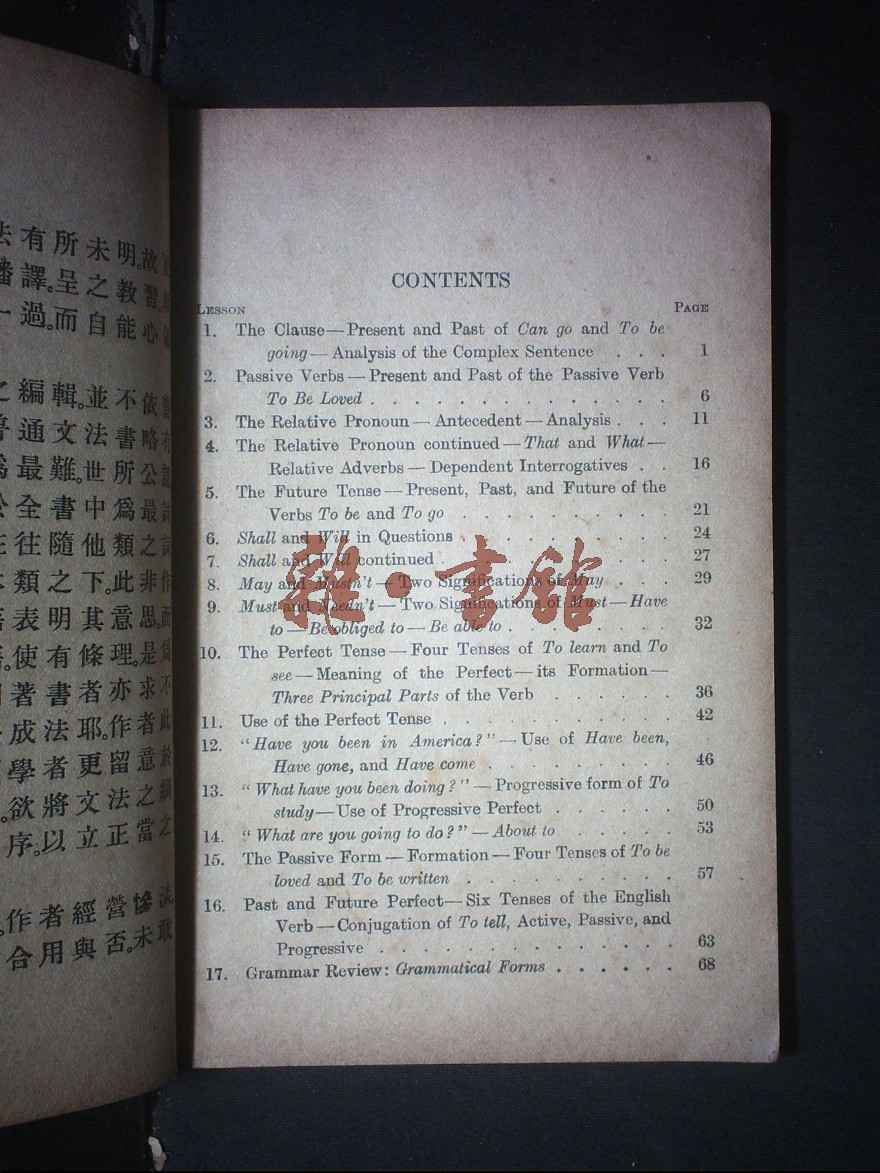 CONTENTS
LESSON PAGE
1. The Clause—Present and Past of Can go and To be
going—Analysis of the Complex Sentence . . . 1
2. Passive Verbs—Present and Past of the Passive Verb
To Be Loved . . . . . . . . . . . . . . 6
3. The Relative Pronoun—Antecedent—Analysis . . . 11
4. The Relative Pronoun continued—That and What—
Relative Adverbs—Dependent Interrogatives . . 16
5. The Future Tense—Present, Past, and Future of the
Verbs To be and To go . . . . . . . . . 21
6. Shall and Will in Questions . . . . . . . . . 24
7. Shall and Will continued . . . . . . . . . . 27
8. May and Mustn't—Two Significations of May . . . 29
9. Must and Needn't—Two Significations of Must—Have
to—Be obliged to—Be able to . . . . . . . . 32
10. The Perfect Tense—Four Tenses of To learn and To
see—Meaning of the Perfect—its Formation—
Three Principal Parts of the Verb . . . . . . 36
11. Use of the Perfect Tense . . . . . . . . . . 42
12. "Have you been in America?"—Use of Have been,
Have gone, and Have come . . . . . . . . 46
13. "What have you been doing?"—Progressive form of To
study—Use of Progressive Perfect . . . . . 50
14. "What are you going to do?"—About to . . . . . 53
15. The Passive Form—Formation—Four Tenses of To be
loved and To be written . . . . . . . . . 57
16. Past and Future Perfect—Six Tenses of the English
Verb—Conjugation of To tell, Active, Passive, and
Progressive . . . . . . . . . . . . . 63
17. Grammar Review: Grammatical Forms . . . . . . 68
雜·書館
有所未明。故
譯。呈之教習。
過。而自能心
編輯。並不依
通文法書略
最難。世所公
全書中為最
往隨他類之
類之下。此非
表明其意思。
使有條理。是
著書者亦求
成法耶。作者
學者更留意
欲將文法之
序。以立正當
作者經營慘
合用與否。未